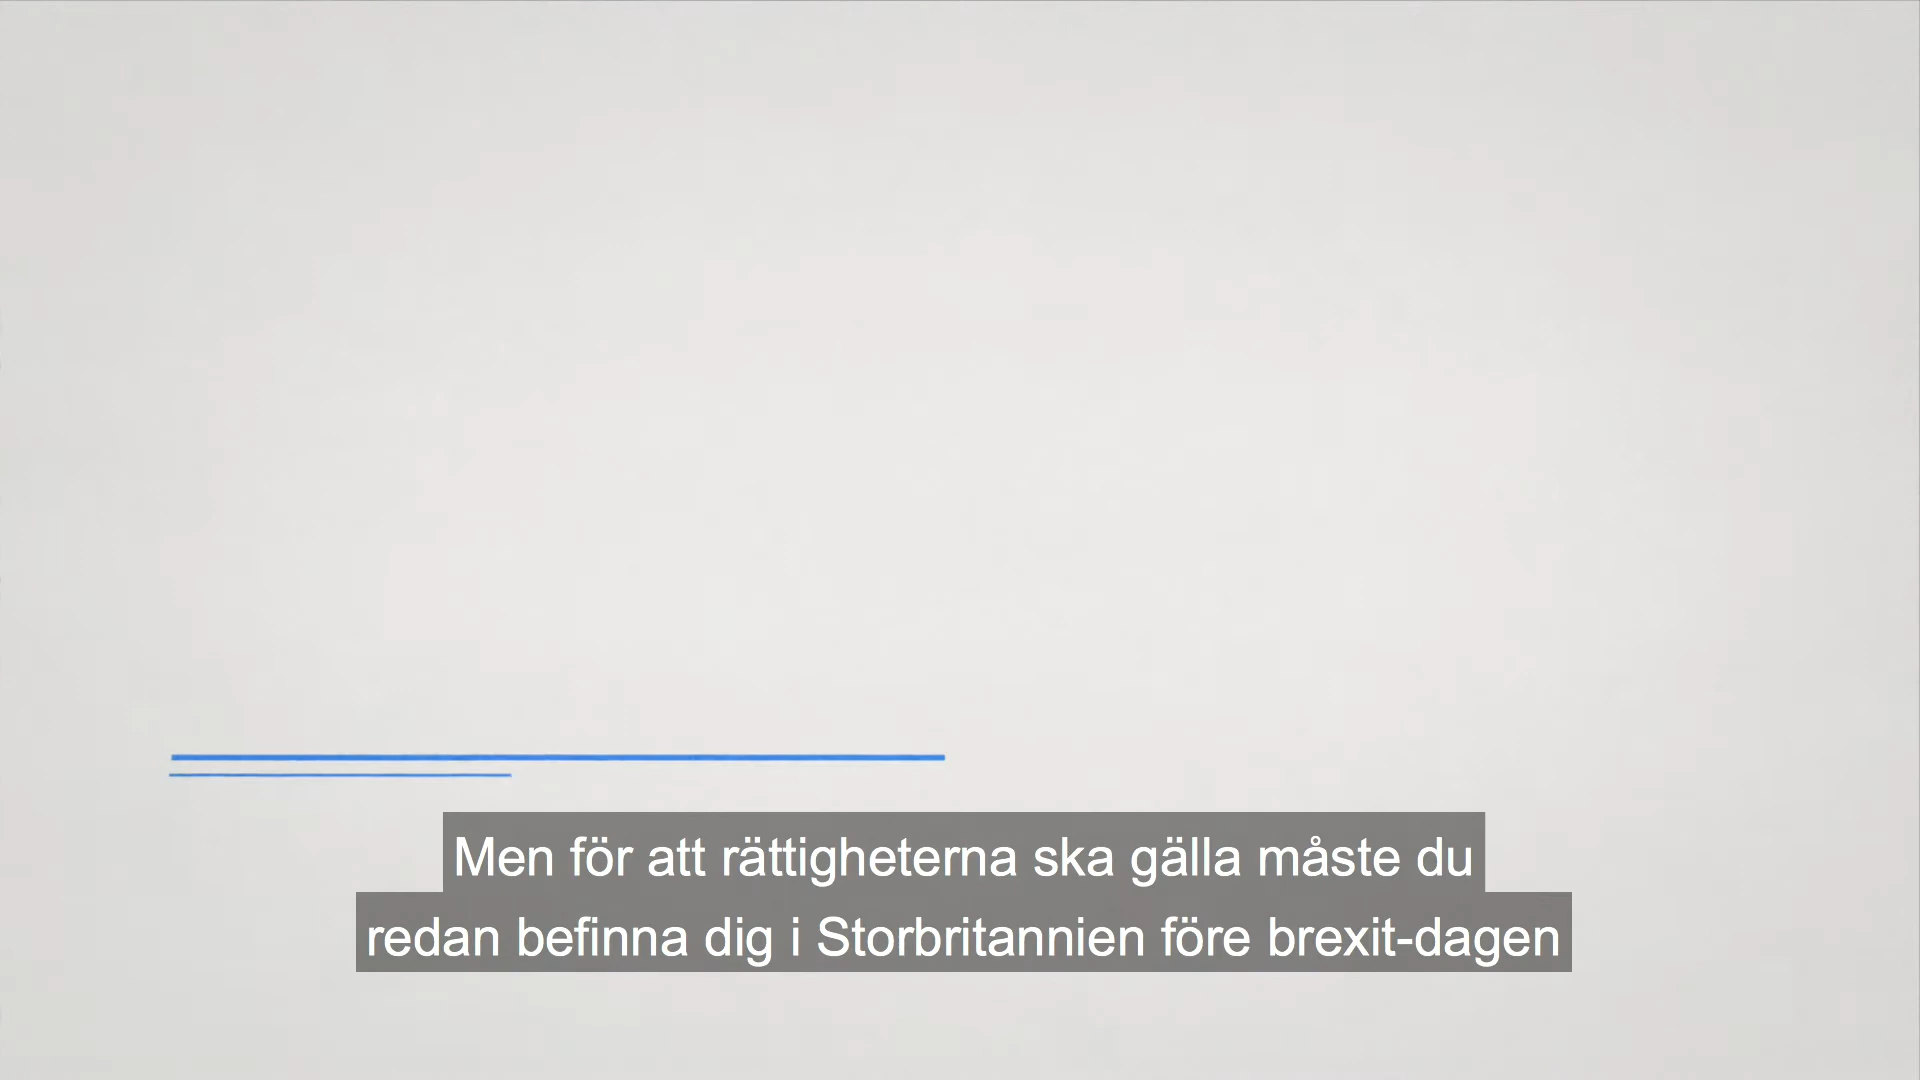 Men för att rättigheterna ska gälla måste du
redan befinna dig i Storbritannien före brexit-dagen